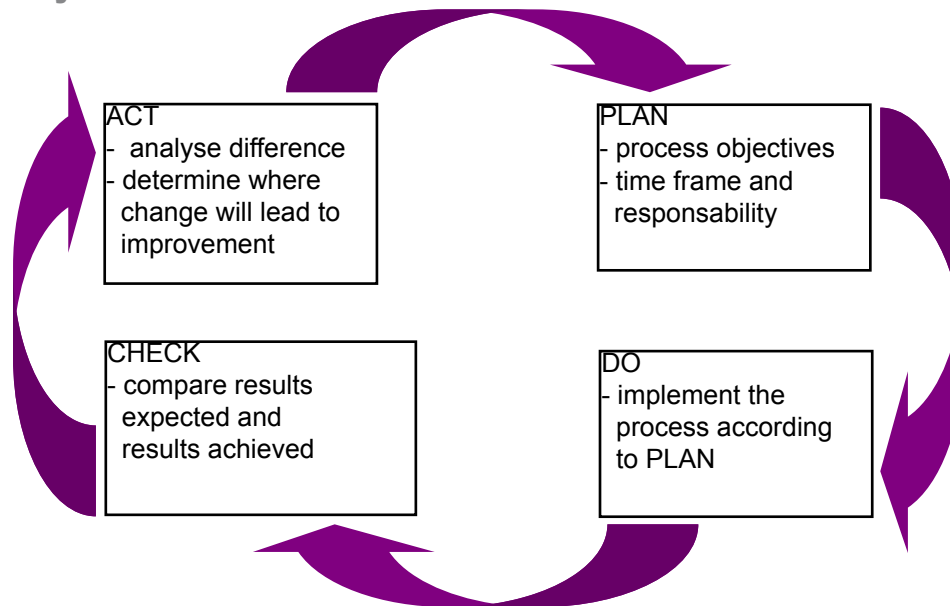 ACT
- analyse difference
- determine where
change will lead to
improvement
PLAN
- process objectives
- time frame and
responsability
CHECK
- compare results
expected and
results achieved
DO
- implement the
process according
to PLAN